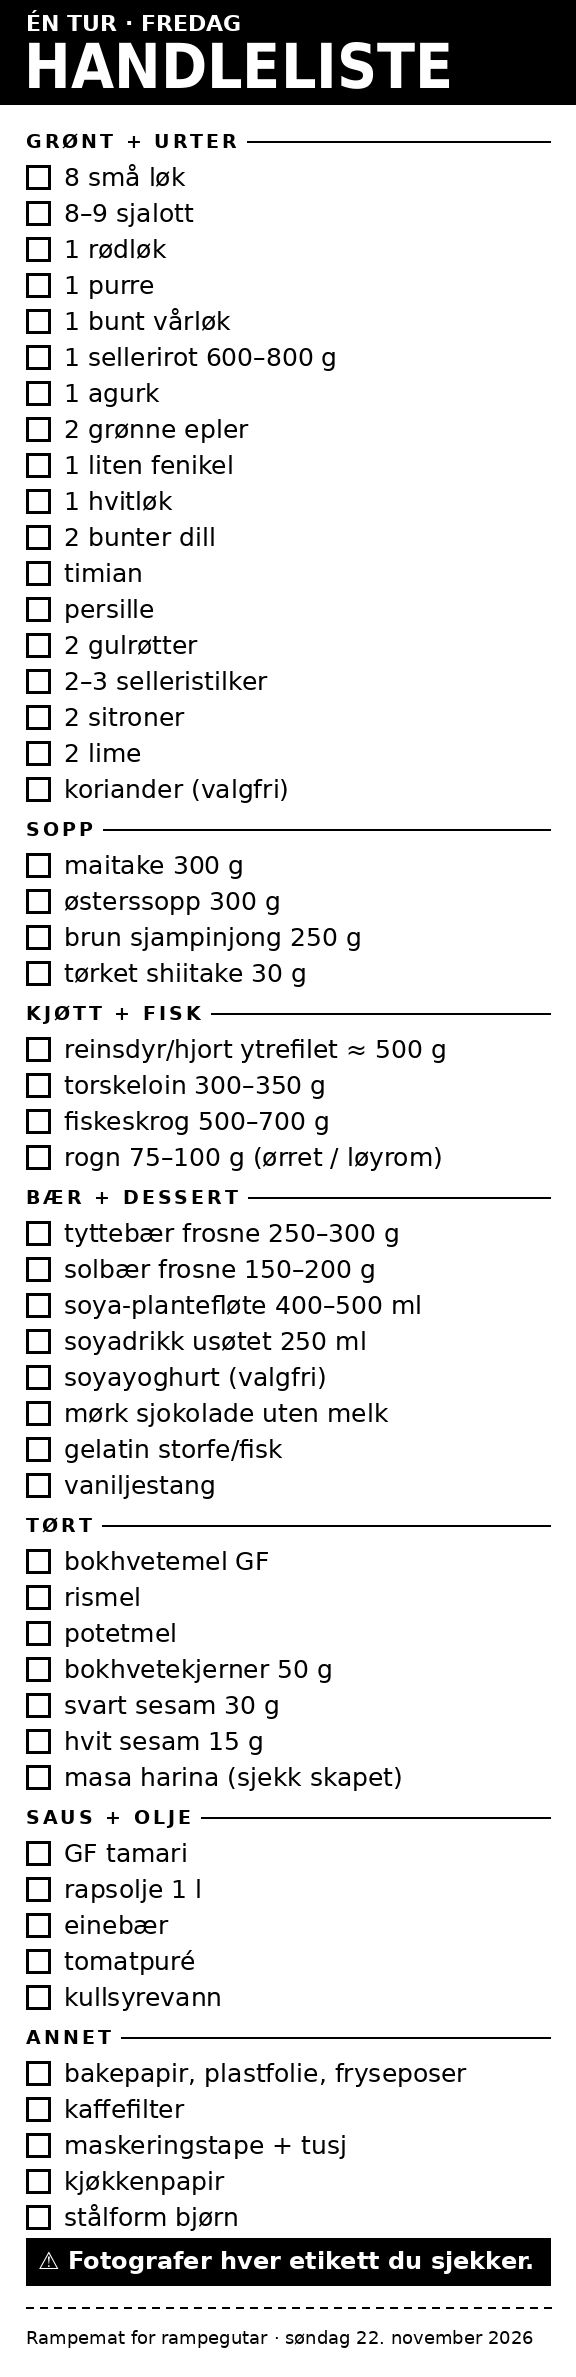 ÉN TUR · FREDAG
HANDLELISTE
GRØNT + URTER
8 små løk
8–9 sjalott
1 rødløk
1 purre
1 bunt vårløk
1 sellerirot 600–800 g
1 agurk
2 grønne epler
1 liten fenikel
1 hvitløk
2 bunter dill
timian
persille
2 gulrøtter
2–3 selleristilker
2 sitroner
2 lime
koriander (valgfri)
SOPP
maitake 300 g
østerssopp 300 g
brun sjampinjong 250 g
tørket shiitake 30 g
KJØTT + FISK
reinsdyr/hjort ytrefilet ≈ 500 g
torskeloin 300–350 g
fiskeskrog 500–700 g
rogn 75–100 g (ørret / løyrom)
BÆR + DESSERT
tyttebær frosne 250–300 g
solbær frosne 150–200 g
soya-plantefløte 400–500 ml
soyadrikk usøtet 250 ml
soyayoghurt (valgfri)
mørk sjokolade uten melk
gelatin storfe/fisk
vaniljestang
TØRT
bokhvetemel GF
rismel
potetmel
bokhvetekjerner 50 g
svart sesam 30 g
hvit sesam 15 g
masa harina (sjekk skapet)
SAUS + OLJE
GF tamari
rapsolje 1 l
einebær
tomatpuré
kullsyrevann
ANNET
bakepapir, plastfolie, fryseposer
kaffefilter
maskeringstape + tusj
kjøkkenpapir
stålform bjørn
⚠ Fotografer hver etikett du sjekker.
Rampemat for rampegutar · søndag 22. november 2026